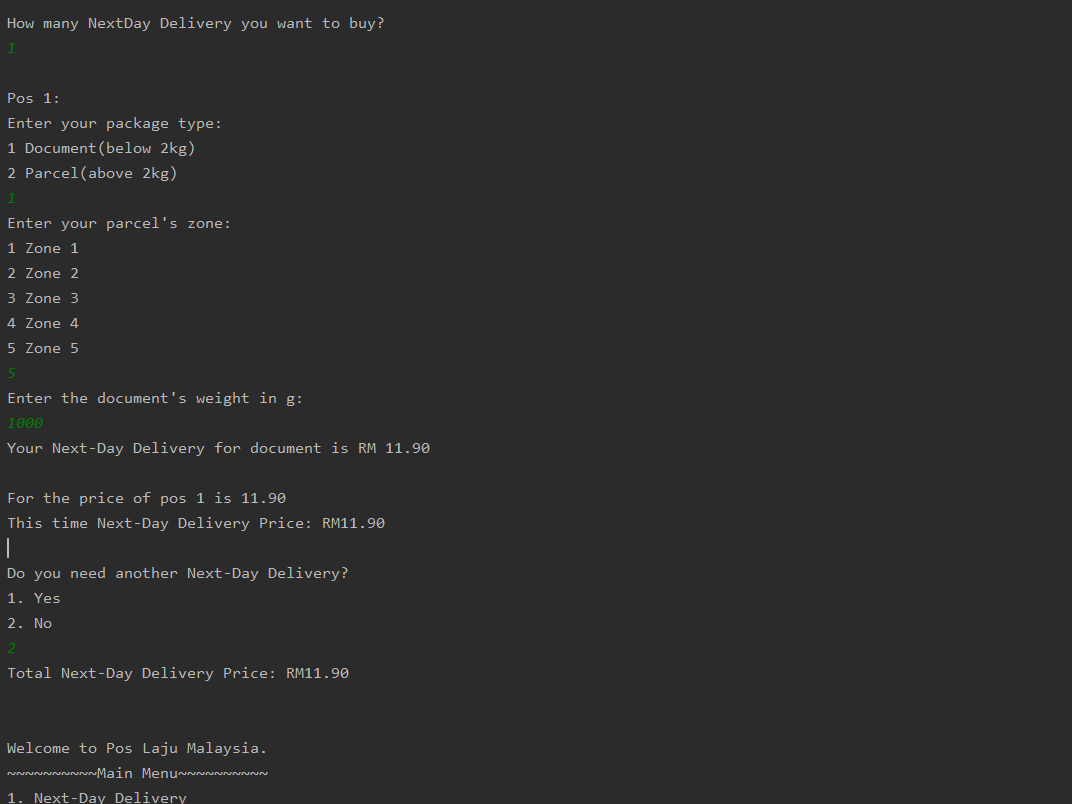 How many NextDay Delivery you want to buy?
1
Pos 1:
Enter your package type:
1 Document(below 2kg)
2 Parcel(above 2kg)
1
Enter your parcel's zone:
1 Zone 1
2 Zone 2
3 Zone 3
4 Zone 4
5 Zone 5
5
Enter the document's weight in g:
1000
Your Next-Day Delivery for document is RM 11.90
For the price of pos 1 is 11.90
This time Next-Day Delivery Price: RM11.90
Do you need another Next-Day Delivery?
1. Yes
2. No
2
Total Next-Day Delivery Price: RM11.90
Welcome to Pos Laju Malaysia.
~~~~~~~~~~Main Menu~~~~~~~~~~
1. Next-Day Delivery